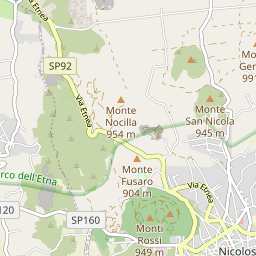 Via Etnea
SP92
Monte
Ger
991
Via Etnea
Monte
Nocilla
954 m
Monte
San Nicola
945 m
rco dell'Etna
Monte
Fusaro
904 m
Via Etnea
120
SP160
Monti
Rossi
949 m
Nicolos